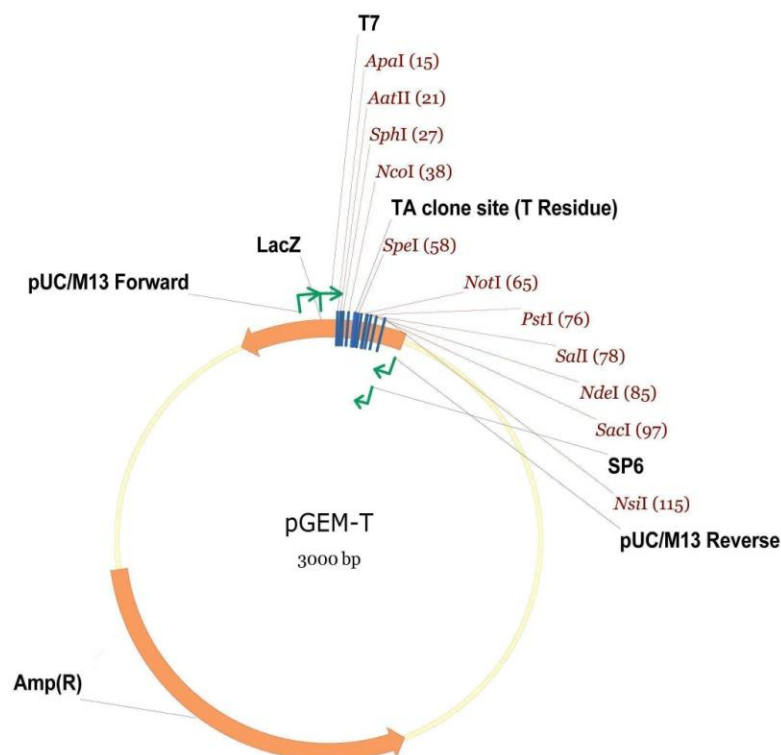 T7
ApaI (15)
AatII (21)
SphI (27)
NcoI (38)
TA clone site (T Residue)
LacZ
SpeI (58)
pUC/M13 Forward
NotI (65)
PstI (76)
SalI (78)
NdeI (85)
SacI (97)
SP6
NsiI (115)
pGEM-T
pUC/M13 Reverse
3000 bp
Amp(R)